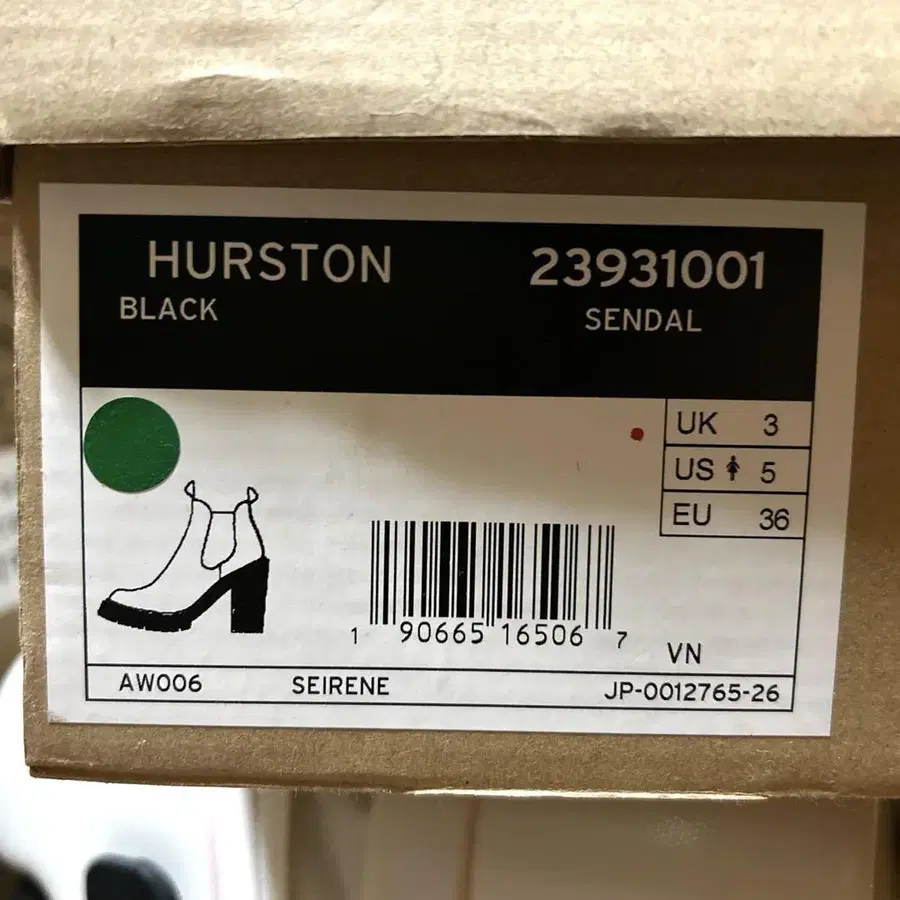 HURSTON 23931001
BLACK SENDAL
UK 3
US 5
EU 36
1 90665 16506 7
VN
AW006 SEIRENE JP-0012765-26